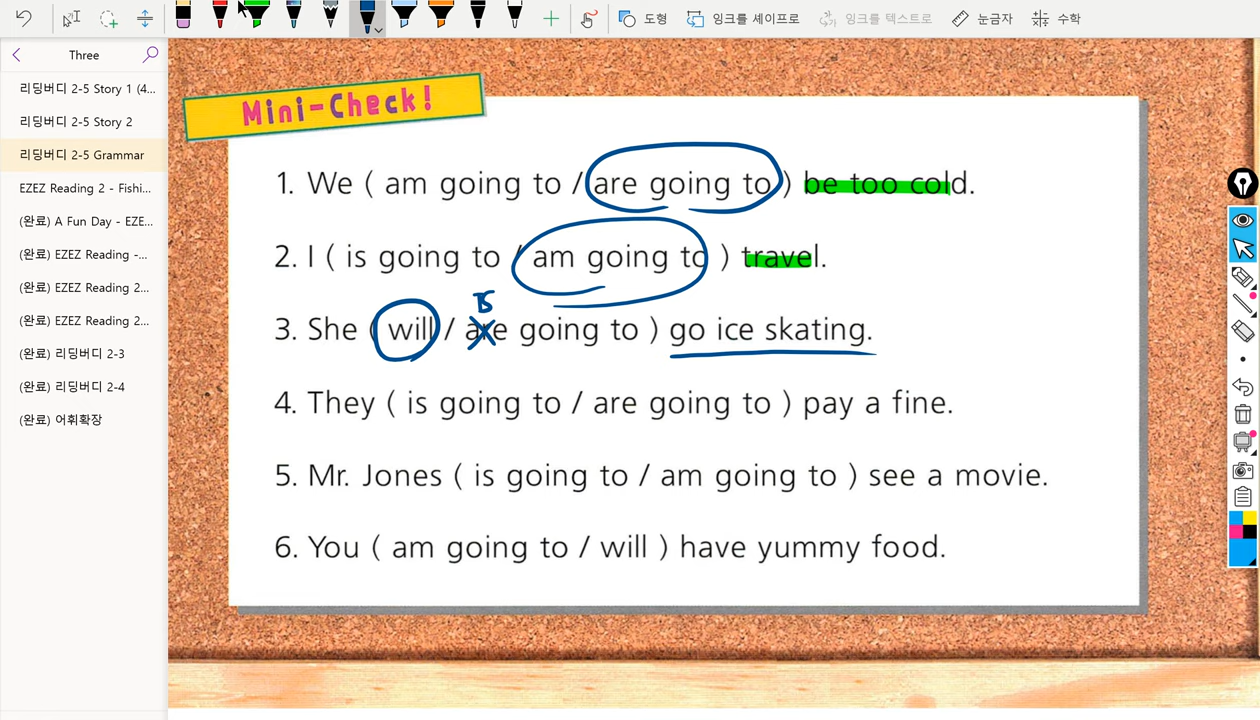 도형
잉크를 셰이프로
잉크를 텍스트로
눈금자
수학
Three
리딩버디 2-5 Story 1 (4...
리딩버디 2-5 Story 2
리딩버디 2-5 Grammar
EZEZ Reading 2 - Fishi...
(완료) A Fun Day - EZE...
(완료) EZEZ Reading -...
(완료) EZEZ Reading 2...
(완료) EZEZ Reading 2...
(완료) 리딩버디 2-3
(완료) 리딩버디 2-4
(완료) 어휘확장
Mini-Check!
1. We ( am going to / are going to ) be too cold.
2. I ( is going to / am going to ) travel.
is
3. She ( will / are going to ) go ice skating.
4. They ( is going to / are going to ) pay a fine.
5. Mr. Jones ( is going to / am going to ) see a movie.
6. You ( am going to / will ) have yummy food.